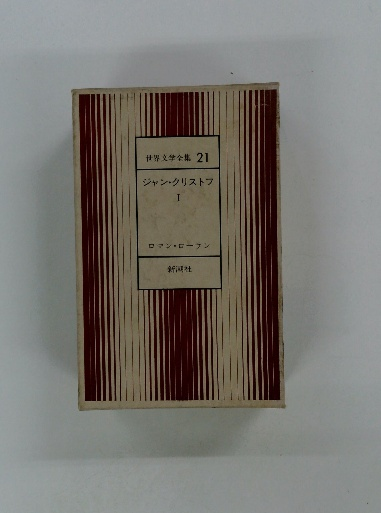 世界文学全集 21
ジャン・クリストフ
I
ロマン・ローラン
新潮社